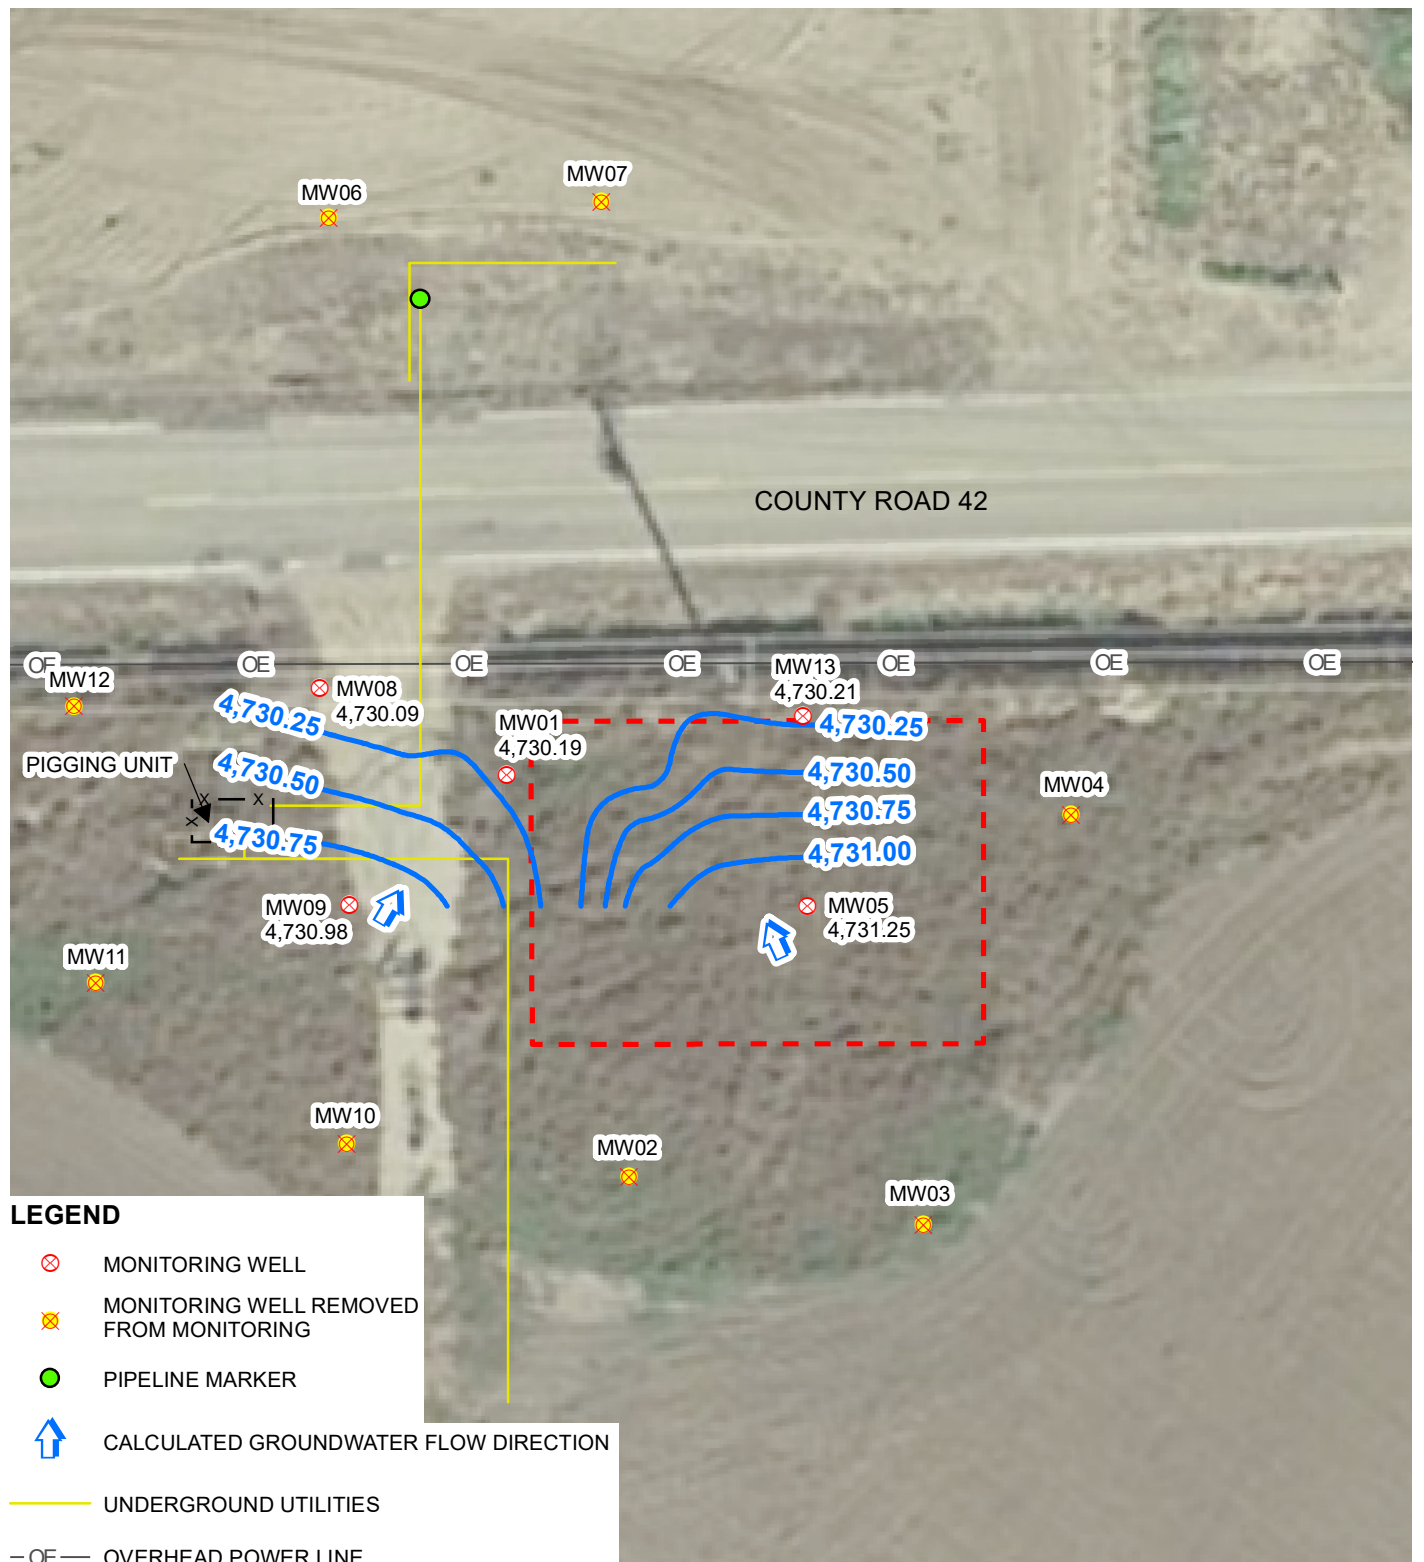 MW07
MW06
COUNTY ROAD 42
OE
OE
OE
OE
OE
OE
OE
MW12
MW13
4,730.21
MW08
4,730.09
4,730.25
MW01
4,730.19
4,730.25
PIGGING UNIT
4,730.50
4,730.50
X
X
X
MW04
4,730.75
4,730.75
4,731.00
MW09
4,730.98
MW05
4,731.25
MW11
MW10
MW02
MW03
LEGEND
MONITORING WELL
MONITORING WELL REMOVED
FROM MONITORING
PIPELINE MARKER
CALCULATED GROUNDWATER FLOW DIRECTION
UNDERGROUND UTILITIES
OE OVERHEAD POWER LINE